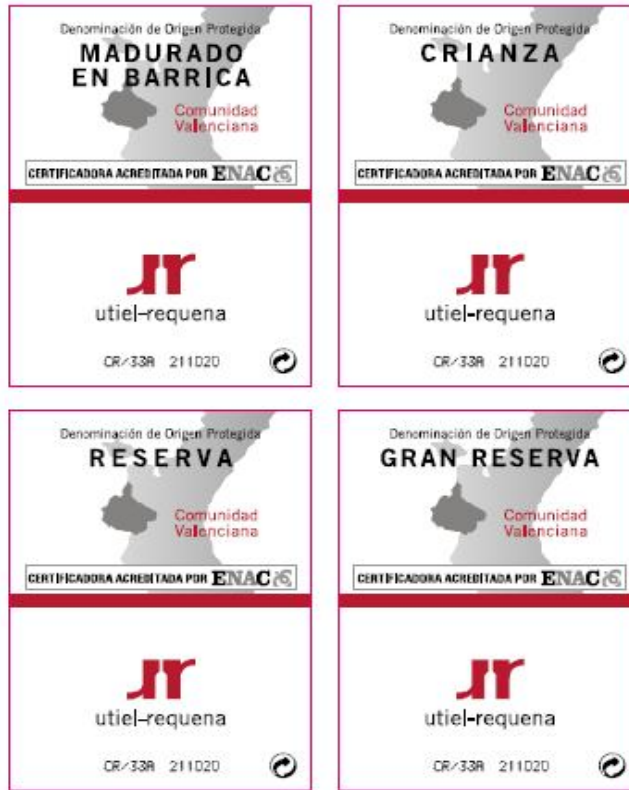 Denominación de Origen Protegida
MADURADO
EN BARRICA
Comunidad
Valenciana
CERTIFICADORA ACREDITADA POR ENAC
utiel-requena
CR/33A 211020
Denominación de Origen Protegida
CRIANZA
Comunidad
Valenciana
CERTIFICADORA ACREDITADA POR ENAC
utiel-requena
CR/33A 211020
Denominación de Origen Protegida
RESERVA
Comunidad
Valenciana
CERTIFICADORA ACREDITADA POR ENAC
utiel-requena
CR/33A 211020
Denominación de Origen Protegida
GRAN RESERVA
Comunidad
Valenciana
CERTIFICADORA ACREDITADA POR ENAC
utiel-requena
CR/33A 211020